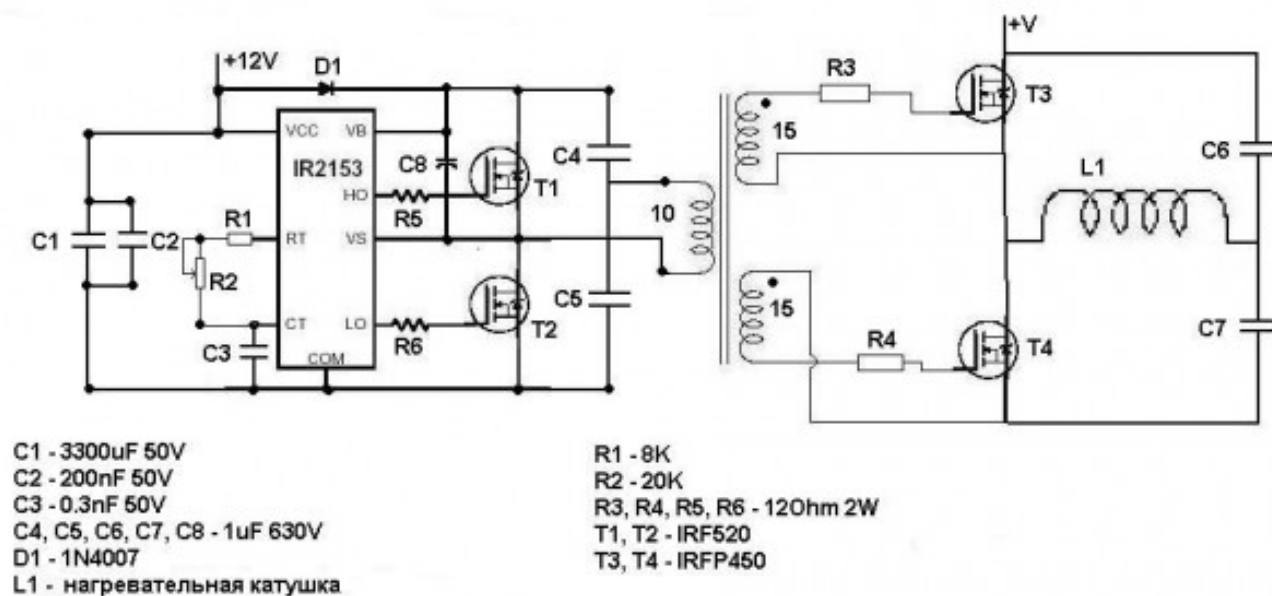 +12V
D1
VCC
VB
IR2153
HO
RT
VS
CT
LO
COM
C1
C2
R1
R2
C3
C8
R5
R6
T1
T2
C4
C5
10
15
15
R3
R4
+V
T3
T4
L1
C6
C7
C1 - 3300uF 50V
C2 - 200nF 50V
C3 - 0.3nF 50V
C4, C5, C6, C7, C8 - 1uF 630V
D1 - 1N4007
L1 - нагревательная катушка
R1 - 8K
R2 - 20K
R3, R4, R5, R6 - 12Ohm 2W
T1, T2 - IRF520
T3, T4 - IRFP450